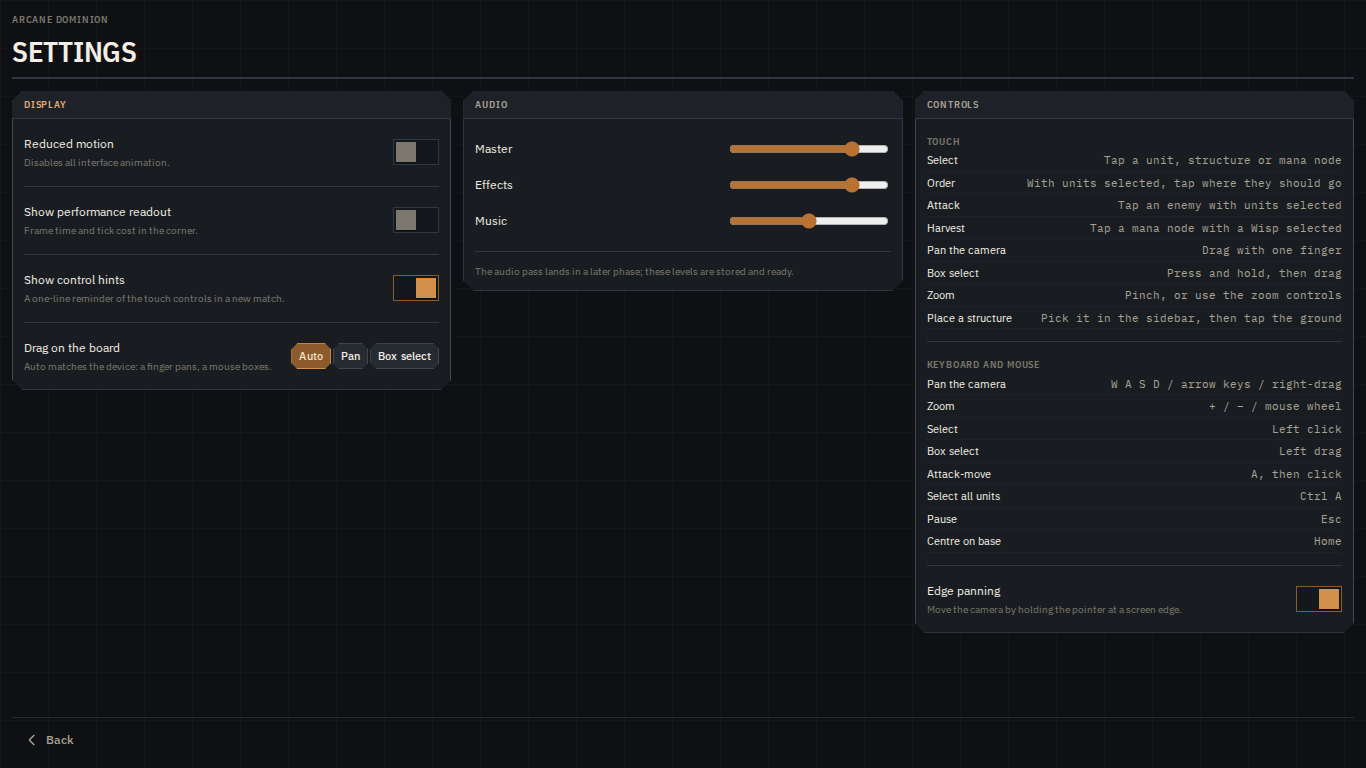 ARCANE DOMINION
SETTINGS
DISPLAY
Reduced motion
Disables all interface animation.
Show performance readout
Frame time and tick cost in the corner.
Show control hints
A one-line reminder of the touch controls in a new match.
Drag on the board
Auto matches the device: a finger pans, a mouse boxes.
Auto Pan Box select
AUDIO
Master
Effects
Music
The audio pass lands in a later phase; these levels are stored and ready.
CONTROLS
TOUCH
Select Tap a unit, structure or mana node
Order With units selected, tap where they should go
Attack Tap an enemy with units selected
Harvest Tap a mana node with a Wisp selected
Pan the camera Drag with one finger
Box select Press and hold, then drag
Zoom Pinch, or use the zoom controls
Place a structure Pick it in the sidebar, then tap the ground
KEYBOARD AND MOUSE
Pan the camera W A S D / arrow keys / right-drag
Zoom + / − / mouse wheel
Select Left click
Box select Left drag
Attack-move A, then click
Select all units Ctrl A
Pause Esc
Centre on base Home
Edge panning
Move the camera by holding the pointer at a screen edge.
Back